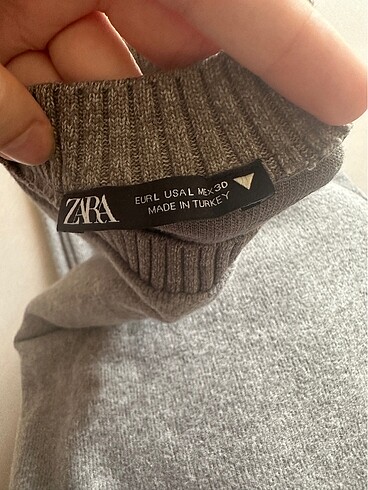 ZARA
EUR L USA L MEX 30
MADE IN TURKEY